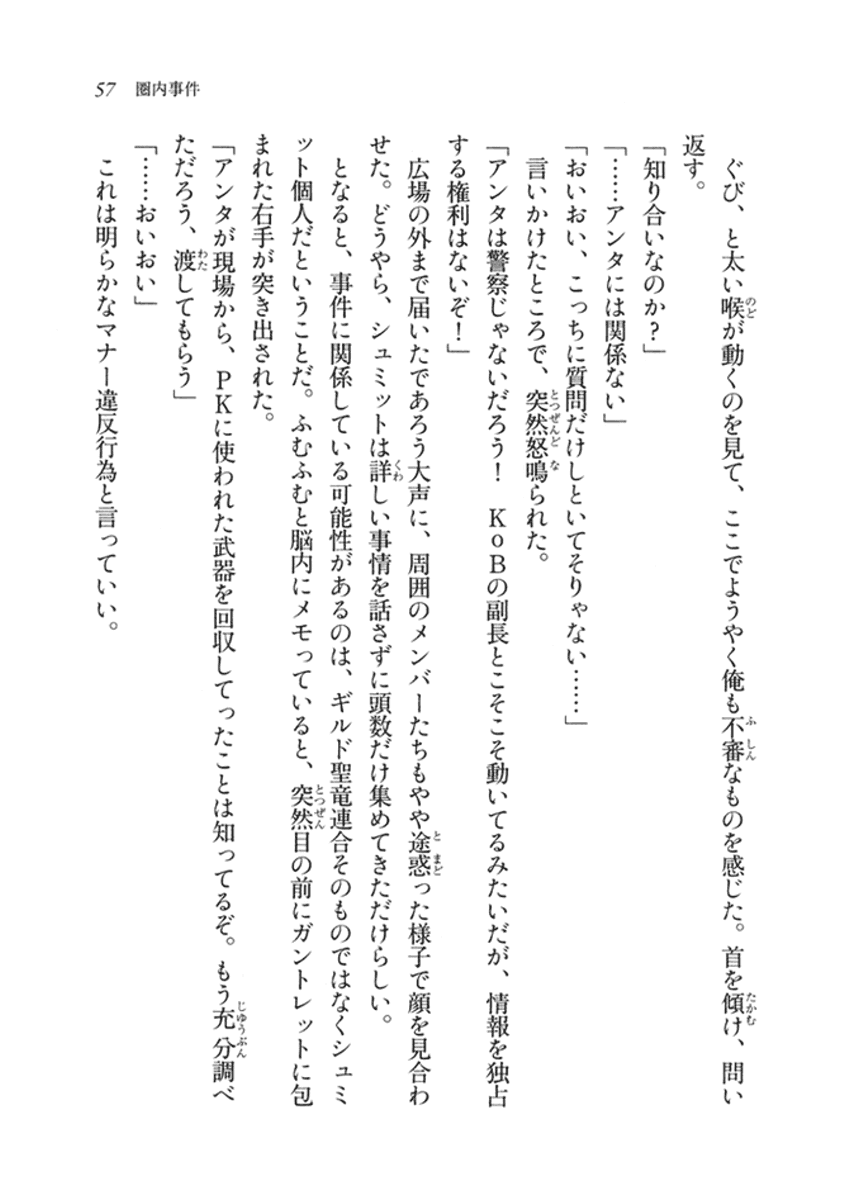 57　圏内事件
ぐび、と太い喉が動くのを見て、ここでようやく俺も不審なものを感じた。首を傾け、問い
返す。
「知り合いなのか?」
「……アンタには関係ない」
「おいおい、こっちに質問だけしといてそりゃない……」
言いかけたところで、突然怒鳴られた。
「アンタは警察じゃないだろう！　KoBの副長とこそこそ動いてるみたいだが、情報を独占
する権利はないぞ！」
広場の外まで届いたであろう大声に、周囲のメンバーたちもやや途惑った様子で顔を見合わ
せた。どうやら、シュミットは詳しい事情を話さずに頭数だけ集めてきただけらしい。
となると、事件に関係している可能性があるのは、ギルド聖竜連合そのものではなくシュミ
ット個人だということだ。ふむふむと脳内にメモっていると、突然目の前にガントレットに包
まれた右手が突き出された。
「アンタが現場から、PKに使われた武器を回収してったことは知ってるぞ。もう充分調べ
ただろう、渡してもらう」
「……おいおい」
これは明らかなマナー違反行為と言っていい。